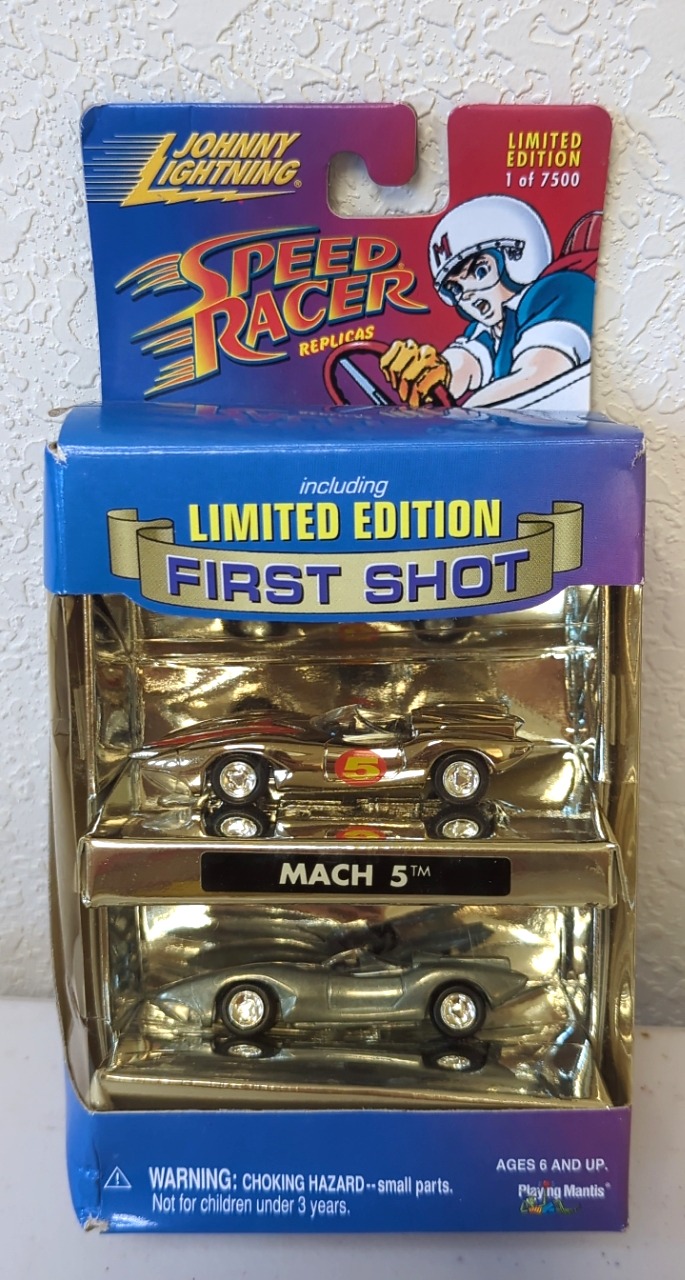 JOHNNY
LIGHTNING®
LIMITED
EDITION
1 of 7500
M
SPEED
RACER
REPLICAS
including
LIMITED EDITION
FIRST SHOT
5
MACH 5™
WARNING: CHOKING HAZARD--small parts.
Not for children under 3 years.
AGES 6 AND UP.
Playing Mantis®